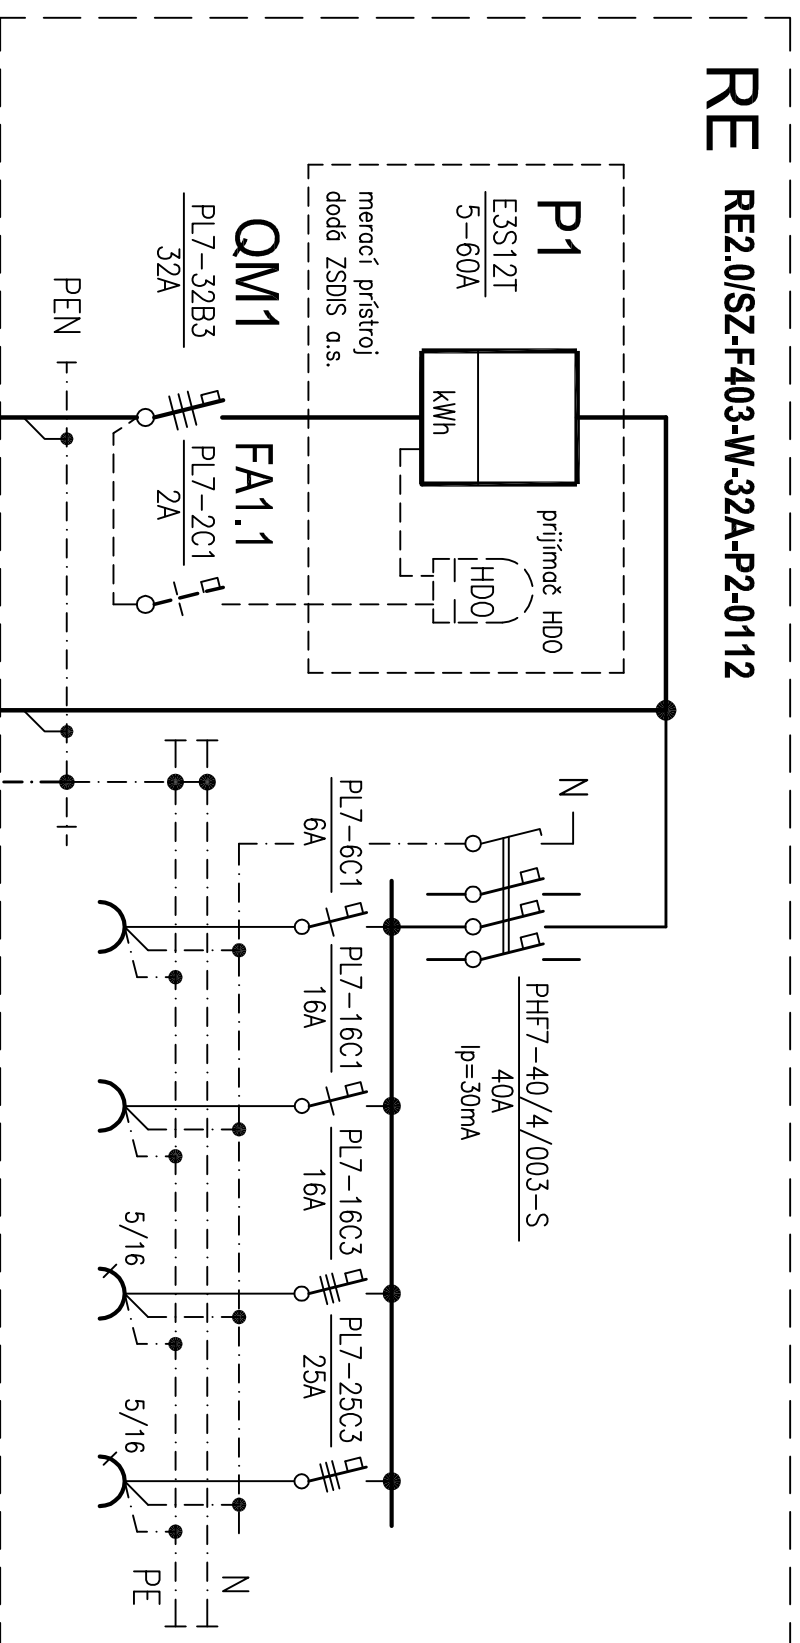 RE
RE2.0/SZ-F403-W-32A-P2-0112
P1
E3S12T
5-60A
merací prístroj
dodá ZSDIS a.s.
kWh
prijímač HDO
HDO
QM1
PL7-32B3
32A
FA1.1
PL7-2C1
2A
PEN
N
PHF7-40/4/003-S
40A
Ip=30mA
PL7-6C1
6A
PL7-16C1
16A
PL7-16C3
16A
PL7-25C3
25A
5/16
5/16
N
PE